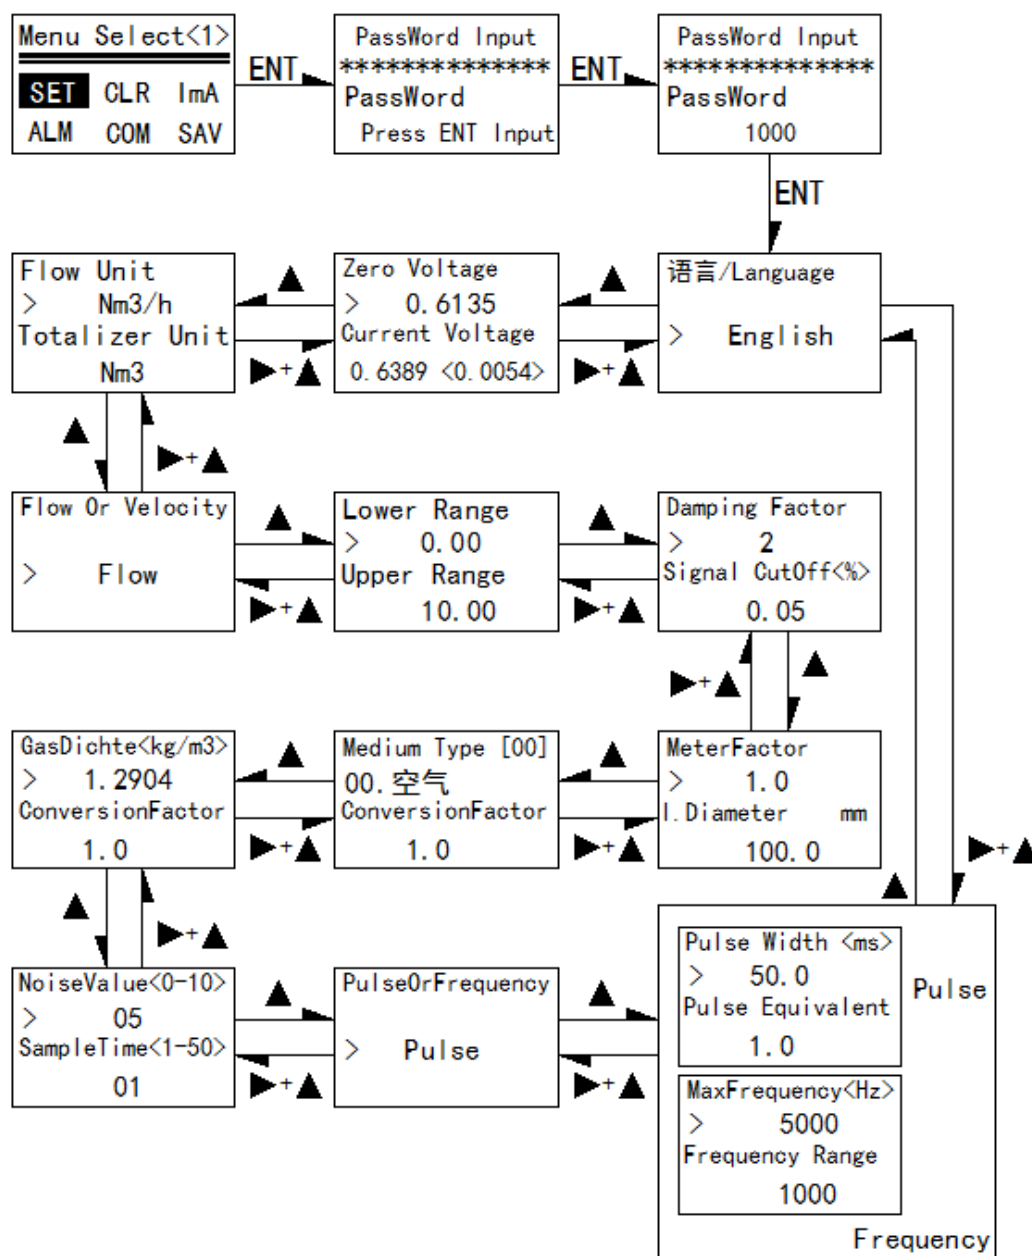 Menu Select<1>
SET CLR ImA
ALM COM SAV
ENT
PassWord Input
**************
PassWord
Press ENT Input
ENT
PassWord Input
**************
PassWord
1000
ENT
Flow Unit
> Nm3/h
Totalizer Unit
Nm3
▲
▶+▲
Zero Voltage
> 0.6135
Current Voltage
0.6389 <0.0054>
▲
▶+▲
语言/Language
> English
▲
▶+▲
Flow Or Velocity
> Flow
▲
▶+▲
Lower Range
> 0.00
Upper Range
10.00
▲
▶+▲
Damping Factor
> 2
Signal CutOff<%>
0.05
▶+▲
▲
GasDichte<kg/m3>
> 1.2904
ConversionFactor
1.0
▲
▶+▲
Medium Type [00]
00.空气
ConversionFactor
1.0
▲
▶+▲
MeterFactor
> 1.0
I.Diameter mm
100.0
▲
▶+▲
▲
▶+▲
NoiseValue<0-10>
> 05
SampleTime<1-50>
01
▲
▶+▲
PulseOrFrequency
> Pulse
▲
▶+▲
Pulse Width <ms>
> 50.0
Pulse Equivalent
1.0
Pulse
MaxFrequency<Hz>
> 5000
Frequency Range
1000
Frequency